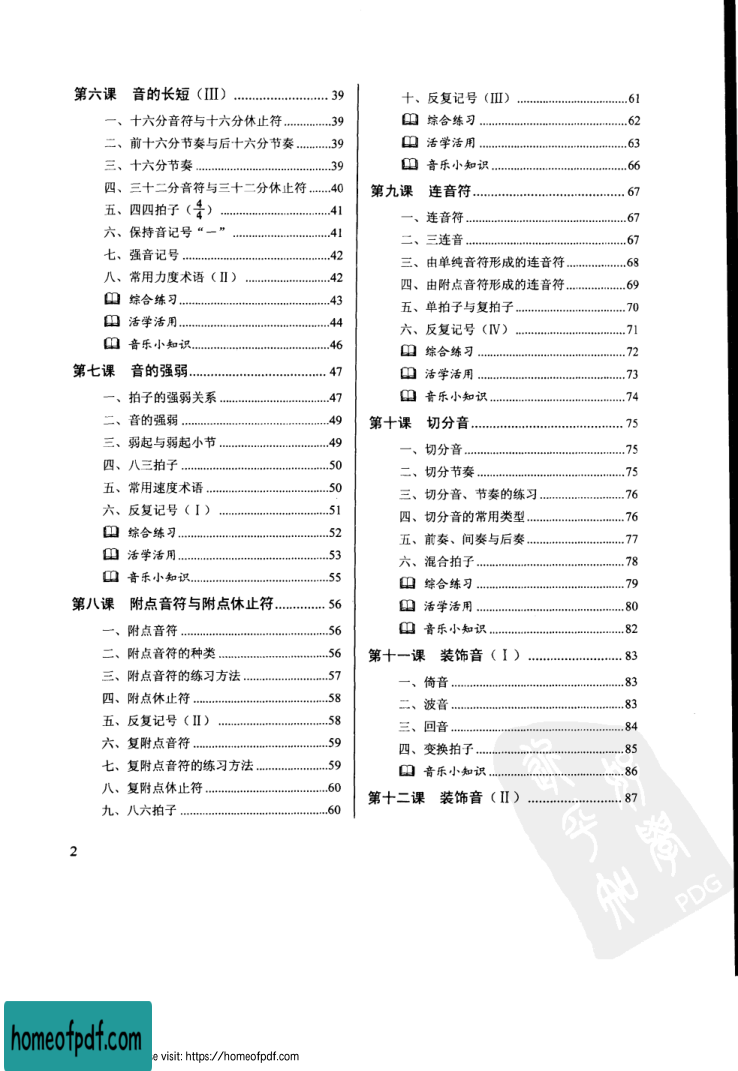 第六课 音的长短（Ⅲ） .......................... 39
一、十六分音符与十六分休止符 ..............39
二、前十六分节奏与后十六分节奏 ..........39
三、十六分节奏 .....................................39
四、三十二分音符与三十二分休止符 .......40
五、四四拍子（4/4） .................................41
六、保持音记号“一” .............................41
七、强音记号 .........................................42
八、常用力度术语（Ⅱ） .........................42
综合练习 ...........................................43
活学活用 ...........................................44
音乐小知识 ........................................46
第七课 音的强弱 .................................. 47
一、拍子的强弱关系 ...............................47
二、音的强弱 .........................................49
三、弱起与弱起小节 ...............................49
四、八三拍子 .........................................50
五、常用速度术语 ..................................50
六、反复记号（Ⅰ） ................................51
综合练习 ...........................................52
活学活用 ...........................................53
音乐小知识 ........................................55
第八课 附点音符与附点休止符 ............. 56
一、附点音符 .........................................56
二、附点音符的种类 ...............................56
三、附点音符的练习方法 ........................57
四、附点休止符 .....................................58
五、反复记号（Ⅱ） ................................58
六、复附点音符 .....................................59
七、复附点音符的练习方法 .....................59
八、复附点休止符 ..................................60
九、八六拍子 .........................................60
2
十、反复记号（Ⅲ） ................................61
综合练习 ...........................................62
活学活用 ...........................................63
音乐小知识 ........................................66
第九课 连音符 ..................................... 67
一、连音符 ............................................67
二、三连音 ............................................67
三、由单纯音符形成的连音符 .................68
四、由附点音符形成的连音符 .................69
五、单拍子与复拍子 ...............................70
六、反复记号（Ⅳ） ................................71
综合练习 ...........................................72
活学活用 ...........................................73
音乐小知识 ........................................74
第十课 切分音 ..................................... 75
一、切分音 ............................................75
二、切分节奏 .........................................75
三、切分音、节奏的练习 ........................76
四、切分音的常用类型 ...........................76
五、前奏、间奏与后奏 ...........................77
六、混合拍子 .........................................78
综合练习 ...........................................79
活学活用 ...........................................80
音乐小知识 ........................................82
第十一课 装饰音（Ⅰ） ......................... 83
一、倚音 ...............................................83
二、波音 ...............................................83
三、回音 ...............................................84
四、变换拍子 .........................................85
音乐小知识 ........................................86
第十二课 装饰音（Ⅱ） ......................... 87
PDG
homeofpdf.com
e visit: https://homeofpdf.com